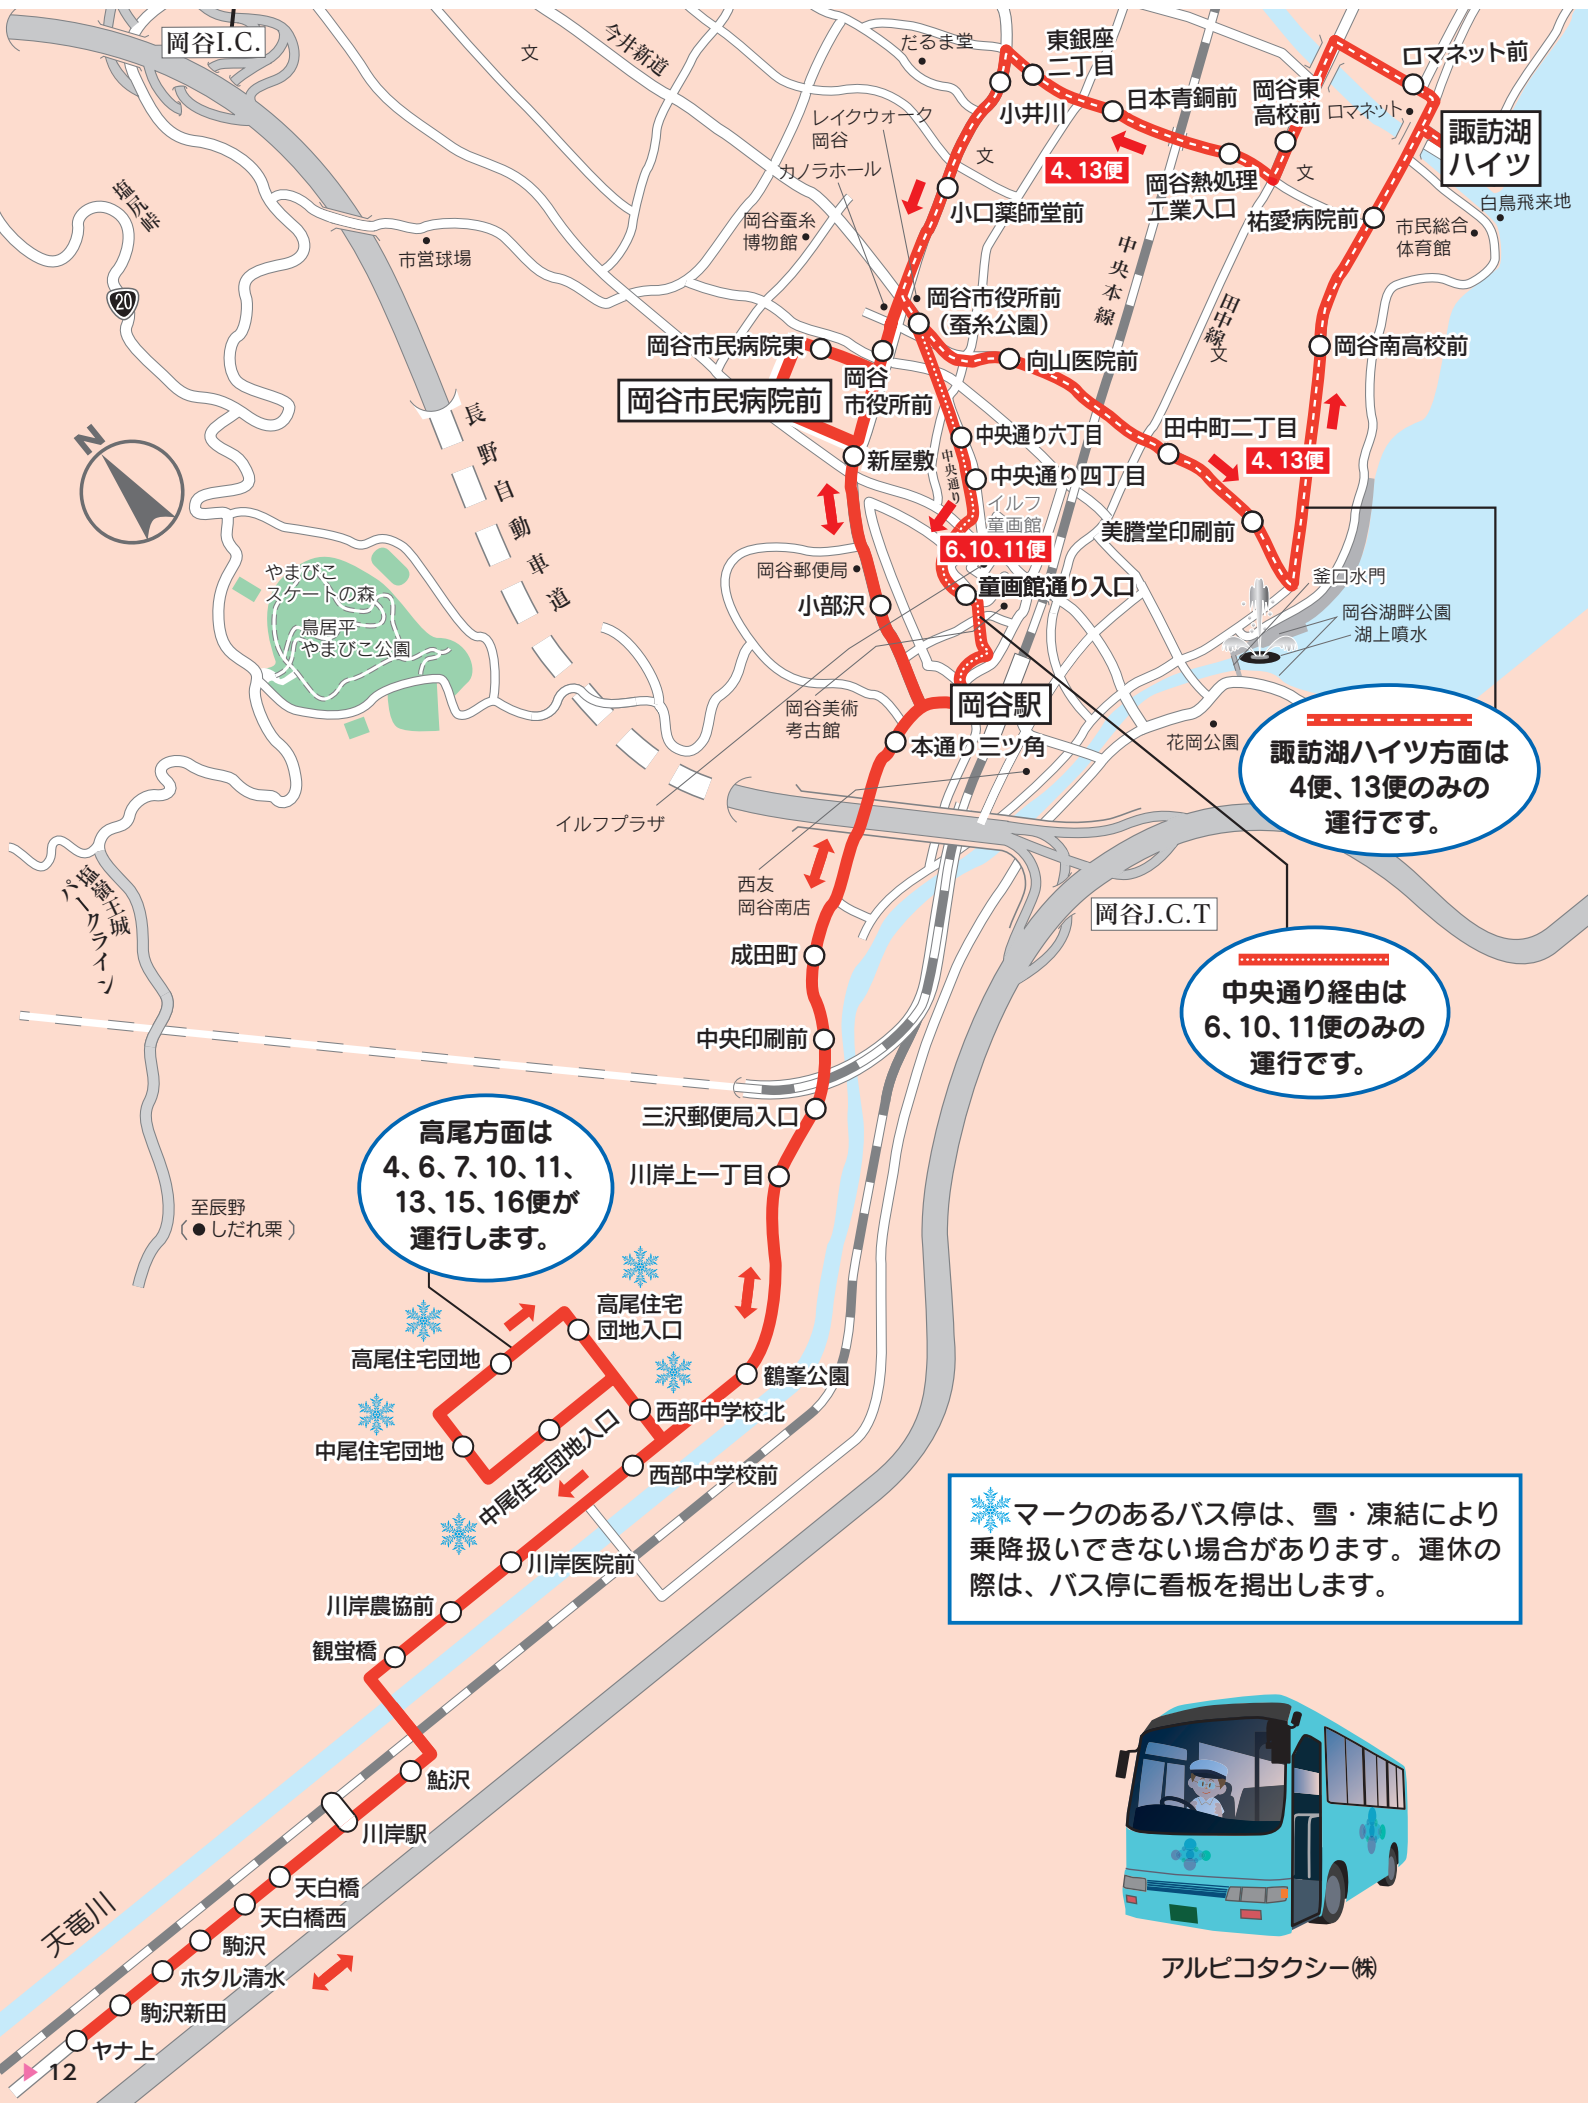 岡谷I.C.
文
今井新道
だるま堂
東銀座
二丁目
小井川
日本青銅前
岡谷東
高校前
ロマネット前
ロマネット
諏訪湖
ハイツ
レイクウォーク
岡谷
カノラホール
文
4、13便
岡谷熱処理
工業入口
文
白鳥飛来地
塩尻峠
小口薬師堂前
岡谷蚕糸
博物館
祐愛病院前
市民総合
体育館
市営球場
中央本線
20
岡谷市役所前
(蚕糸公園)
田中線
文
岡谷市民病院東
向山医院前
岡谷南高校前
岡谷市民病院前
岡谷
市役所前
長野自動車道
N
中央通り六丁目
田中町二丁目
新屋敷
中央通り
中央通り四丁目
4、13便
イルフ
童画館
美謄堂印刷前
6、10、11便
岡谷郵便局
やまびこ
スケートの森
童画館通り入口
釜口水門
小部沢
岡谷湖畔公園
湖上噴水
鳥居平
やまびこ公園
岡谷駅
岡谷美術
考古館
本通り三ツ角
花岡公園
諏訪湖ハイツ方面は
4便、13便のみの
運行です。
イルフプラザ
塩嶺王城
パークライン
西友
岡谷南店
岡谷J.C.T
成田町
中央通り経由は
6、10、11便のみの
運行です。
中央印刷前
三沢郵便局入口
高尾方面は
4、6、7、10、11、
13、15、16便が
運行します。
川岸上一丁目
至辰野
(●しだれ栗)
高尾住宅
団地入口
高尾住宅団地
鶴峯公園
西部中学校北
中尾住宅団地
中尾住宅団地入口
西部中学校前
マークのあるバス停は、雪・凍結により
乗降扱いできない場合があります。運休の
際は、バス停に看板を掲出します。
川岸医院前
川岸農協前
観蛍橋
鮎沢
川岸駅
天白橋
天竜川
天白橋西
駒沢
ホタル清水
アルピコタクシー㈱
駒沢新田
ヤナ上
12